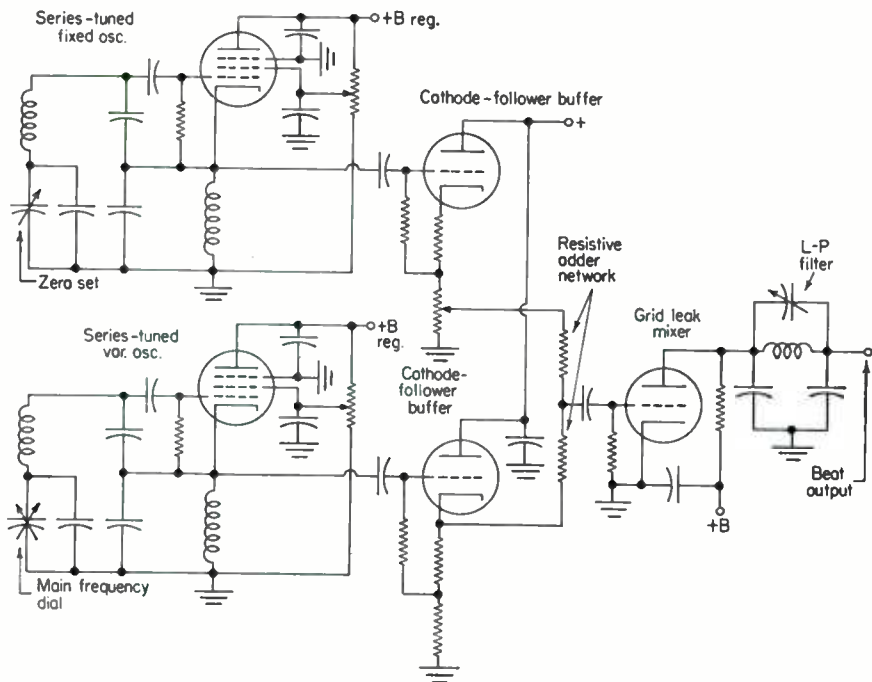 Series-tuned
fixed osc.
+B reg.
Cathode-follower buffer
+
Zero set
Resistive
adder
network
L-P
filter
Grid leak
mixer
Series-tuned
var. osc.
+B
reg.
Cathode-
follower
buffer
Main frequency
dial
+B
Beat
output